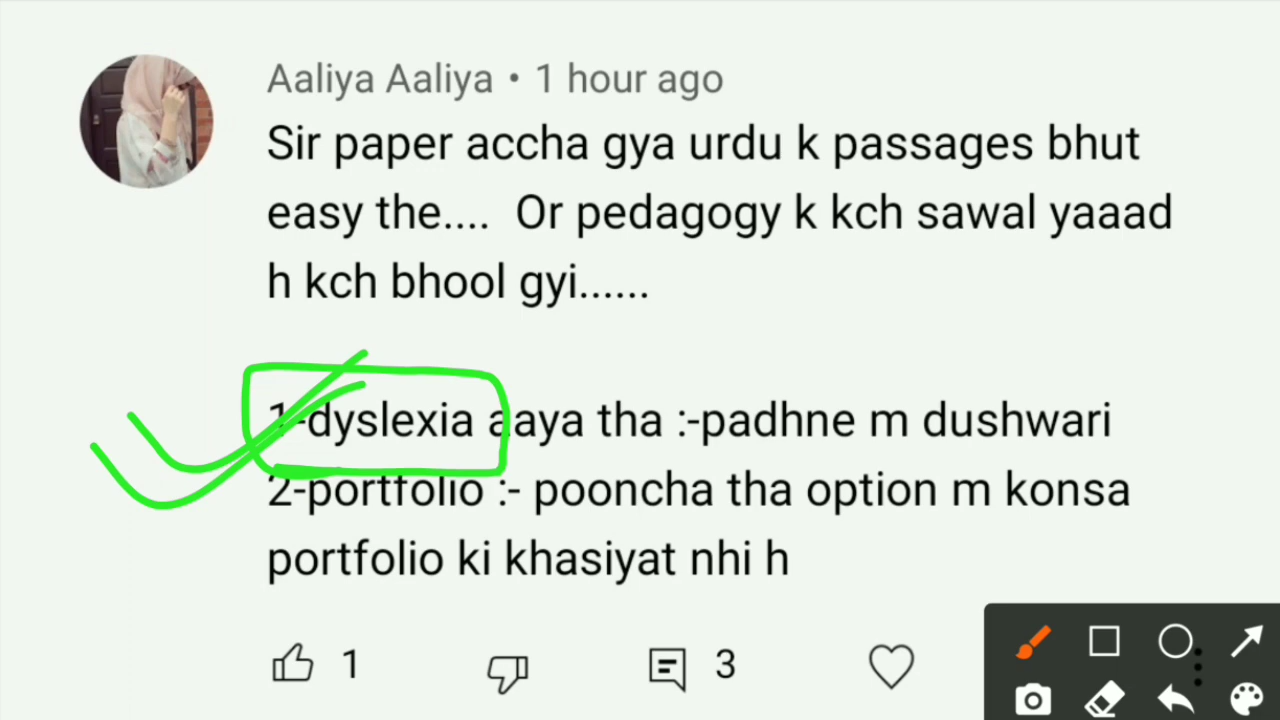 Aaliya Aaliya • 1 hour ago
Sir paper accha gya urdu k passages bhut
easy the.... Or pedagogy k kch sawal yaaad
h kch bhool gyi......
1-dyslexia aaya tha :-padhne m dushwari
2-portfolio :- pooncha tha option m konsa
portfolio ki khasiyat nhi h
1
3